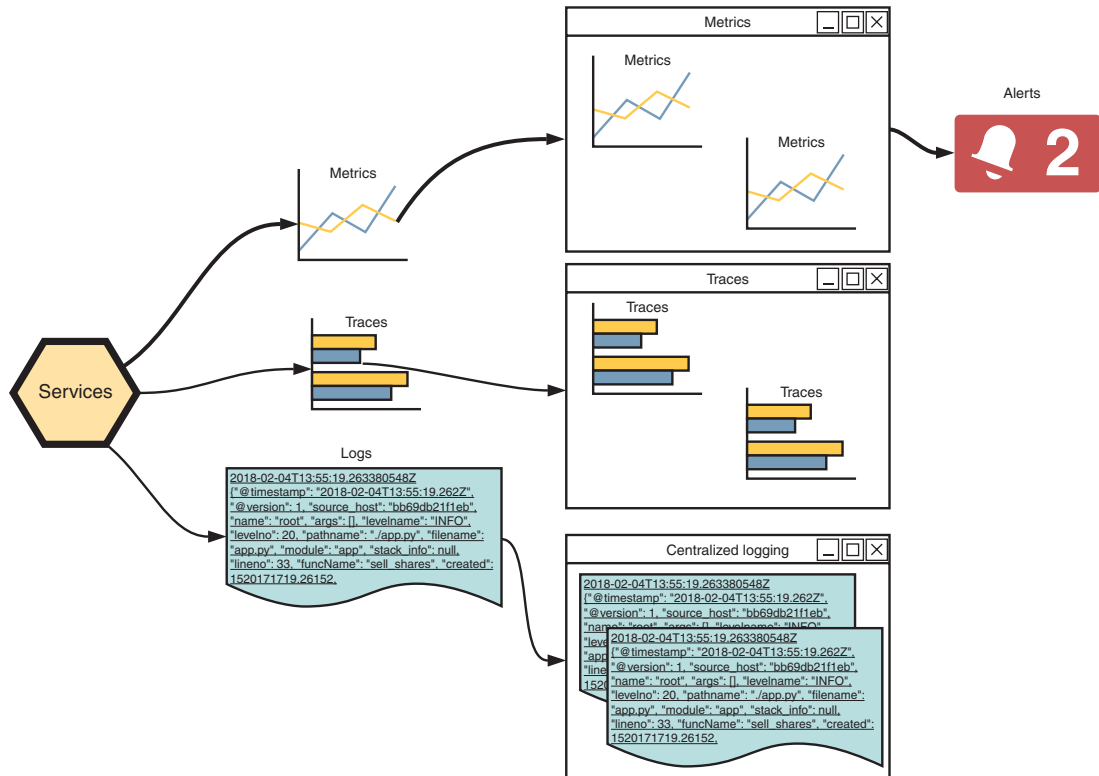 Metrics
Metrics
Metrics
Alerts
2
Metrics
Traces
Traces
Traces
Traces
Services
Logs
2018-02-04T13:55:19.263380548Z
{"@timestamp": "2018-02-04T13:55:19.262Z",
"@version": 1, "source_host": "bb69db21f1eb",
"name": "root", "args": [], "levelname": "INFO",
"levelno": 20, "pathname": "./app.py", "filename":
"app.py", "module": "app", "stack_info": null,
"lineno": 33, "funcName": "sell_shares", "created":
1520171719.26152,
Centralized logging
2018-02-04T13:55:19.263380548Z
{"@timestamp": "2018-02-04T13:55:19.262Z",
"@version": 1, "source_host": "bb69db21f1eb",
"name": "root", "args": [], "levelname": "INFO",
2018-02-04T13:55:19.263380548Z
{"@timestamp": "2018-02-04T13:55:19.262Z",
"@version": 1, "source_host": "bb69db21f1eb",
"name": "root", "args": [], "levelname": "INFO",
"levelno": 20, "pathname": "./app.py", "filename":
"app.py", "module": "app", "stack_info": null,
"lineno": 33, "funcName": "sell_shares", "created":
1520171719.26152,